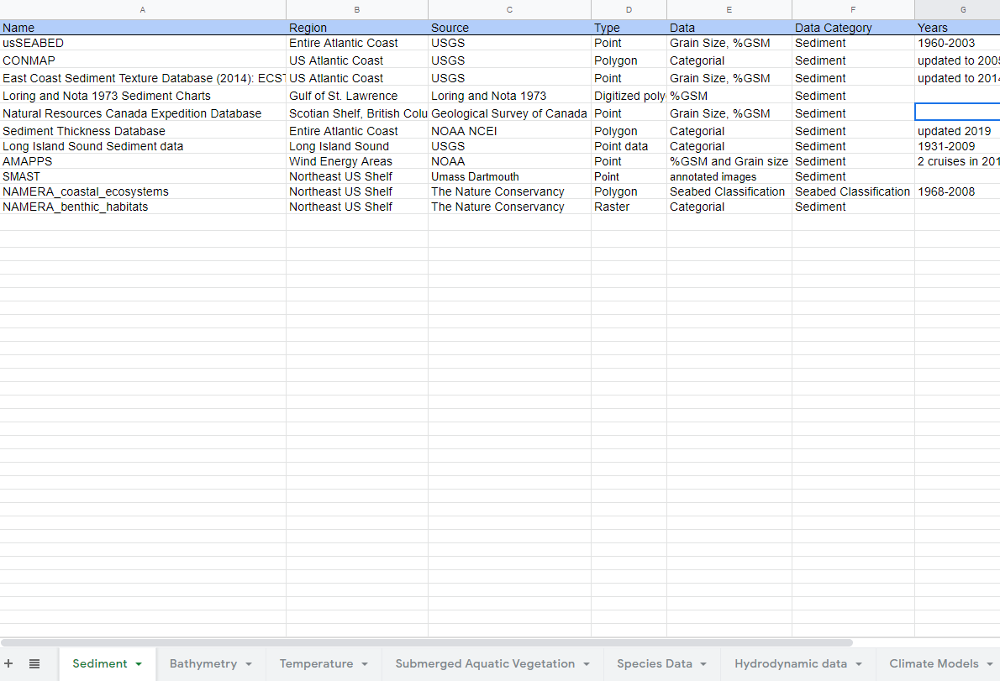 A B C D E F G
Name Region Source Type Data Data Category Years
usSEABED Entire Atlantic Coast USGS Point Grain Size, %GSM Sediment 1960-2003
CONMAP US Atlantic Coast USGS Polygon Categorial Sediment updated to 2005
East Coast Sediment Texture Database (2014): ECST US Atlantic Coast USGS Point Grain Size, %GSM Sediment updated to 2014
Loring and Nota 1973 Sediment Charts Gulf of St. Lawrence Loring and Nota 1973 Digitized poly %GSM Sediment
Natural Resources Canada Expedition Database Scotian Shelf, British Colu Geological Survey of Canada Point Grain Size, %GSM Sediment
Sediment Thickness Database Entire Atlantic Coast NOAA NCEI Polygon Categorial Sediment updated 2019
Long Island Sound Sediment data Long Island Sound USGS Point data Categorial Sediment 1931-2009
AMAPPS Wind Energy Areas NOAA Point %GSM and Grain size Sediment 2 cruises in 201
SMAST Northeast US Shelf Umass Dartmouth Point annotated images Sediment
NAMERA_coastal_ecosystems Northeast US Shelf The Nature Conservancy Polygon Seabed Classification Seabed Classification 1968-2008
NAMERA_benthic_habitats Northeast US Shelf The Nature Conservancy Raster Categorial Sediment
Sediment Bathymetry Temperature Submerged Aquatic Vegetation Species Data Hydrodynamic data Climate Models